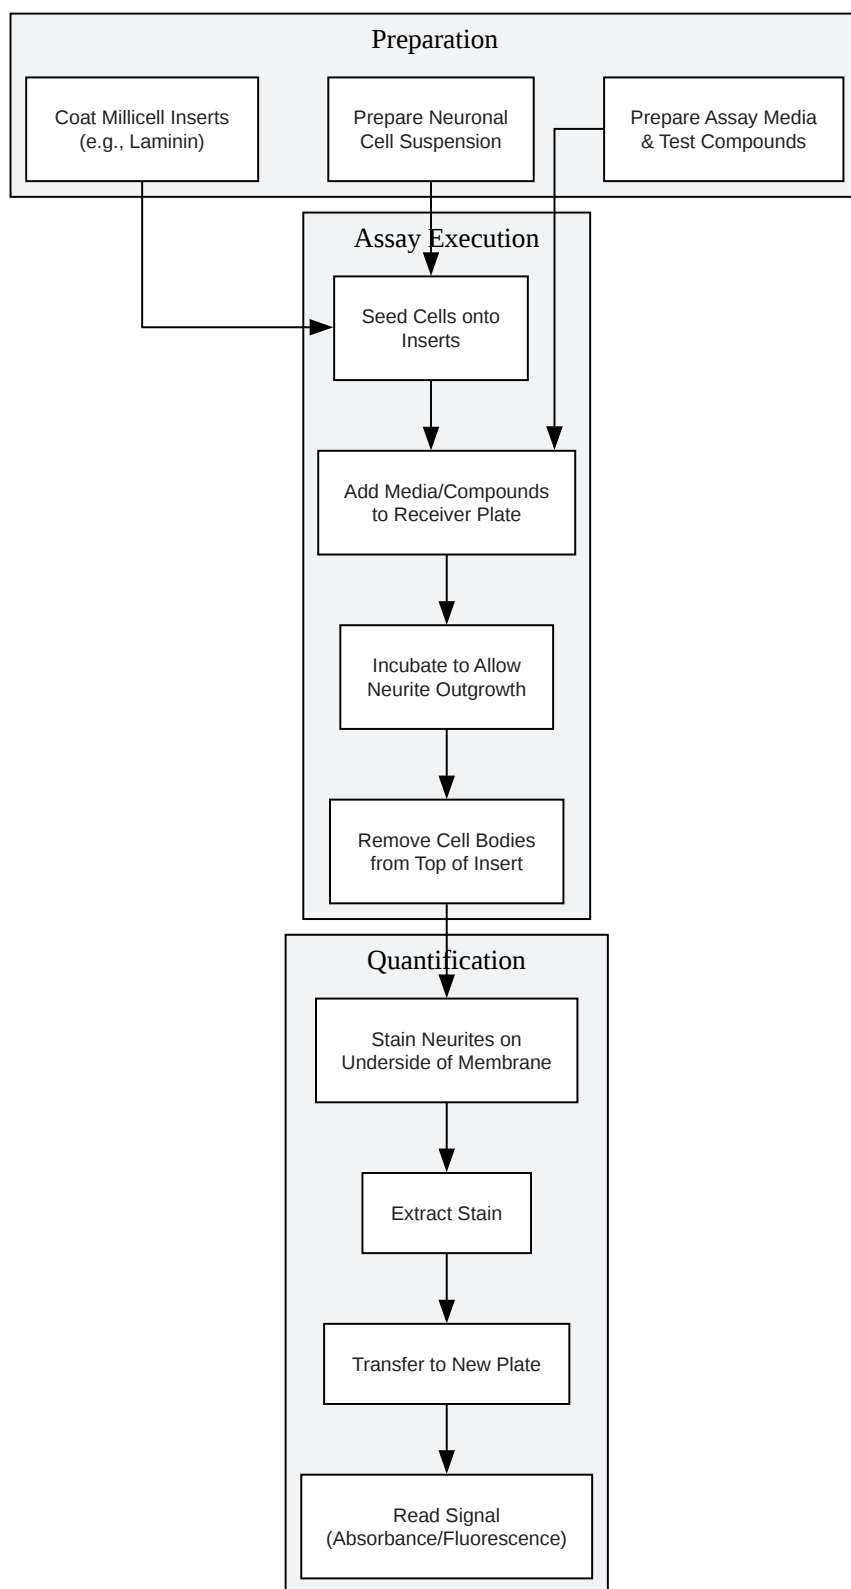 Preparation
Coat Millicell Inserts
(e.g., Laminin)
Prepare Neuronal
Cell Suspension
Prepare Assay Media
& Test Compounds
Assay Execution
Seed Cells onto
Inserts
Add Media/Compounds
to Receiver Plate
Incubate to Allow
Neurite Outgrowth
Remove Cell Bodies
from Top of Insert
Quantification
Stain Neurites on
Underside of Membrane
Extract Stain
Transfer to New Plate
Read Signal
(Absorbance/Fluorescence)